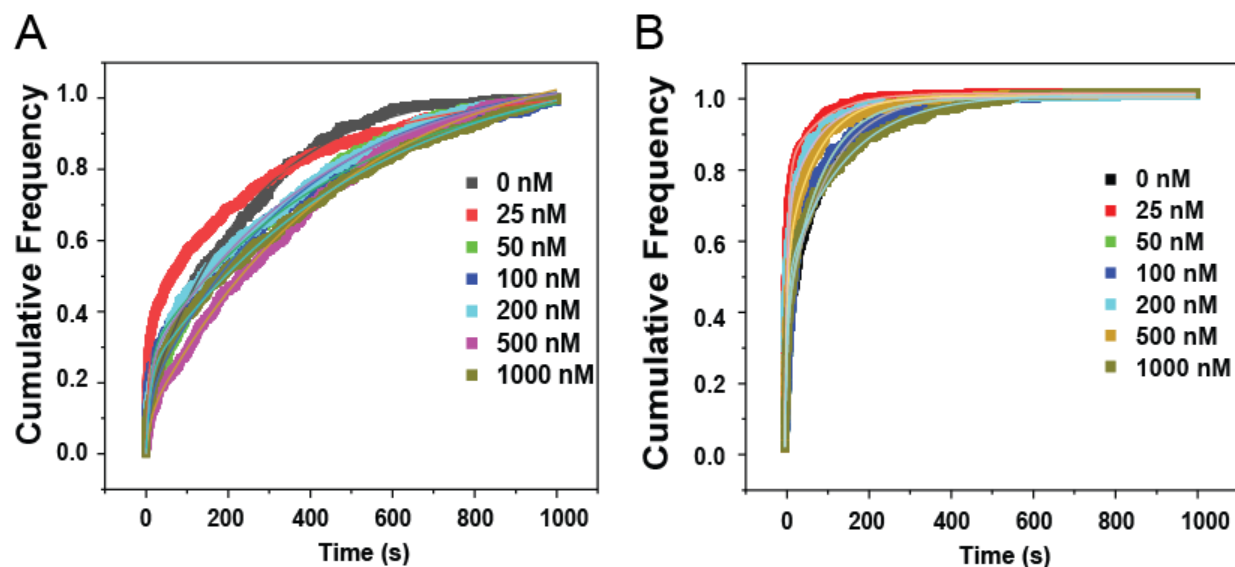 A
Cumulative Frequency
1.0
0.8
0.6
0.4
0.2
0.0
0 nM
25 nM
50 nM
100 nM
200 nM
500 nM
1000 nM
0 200 400 600 800 1000
Time (s)
B
Cumulative Frequency
1.0
0.8
0.6
0.4
0.2
0.0
0 nM
25 nM
50 nM
100 nM
200 nM
500 nM
1000 nM
0 200 400 600 800 1000
Time (s)